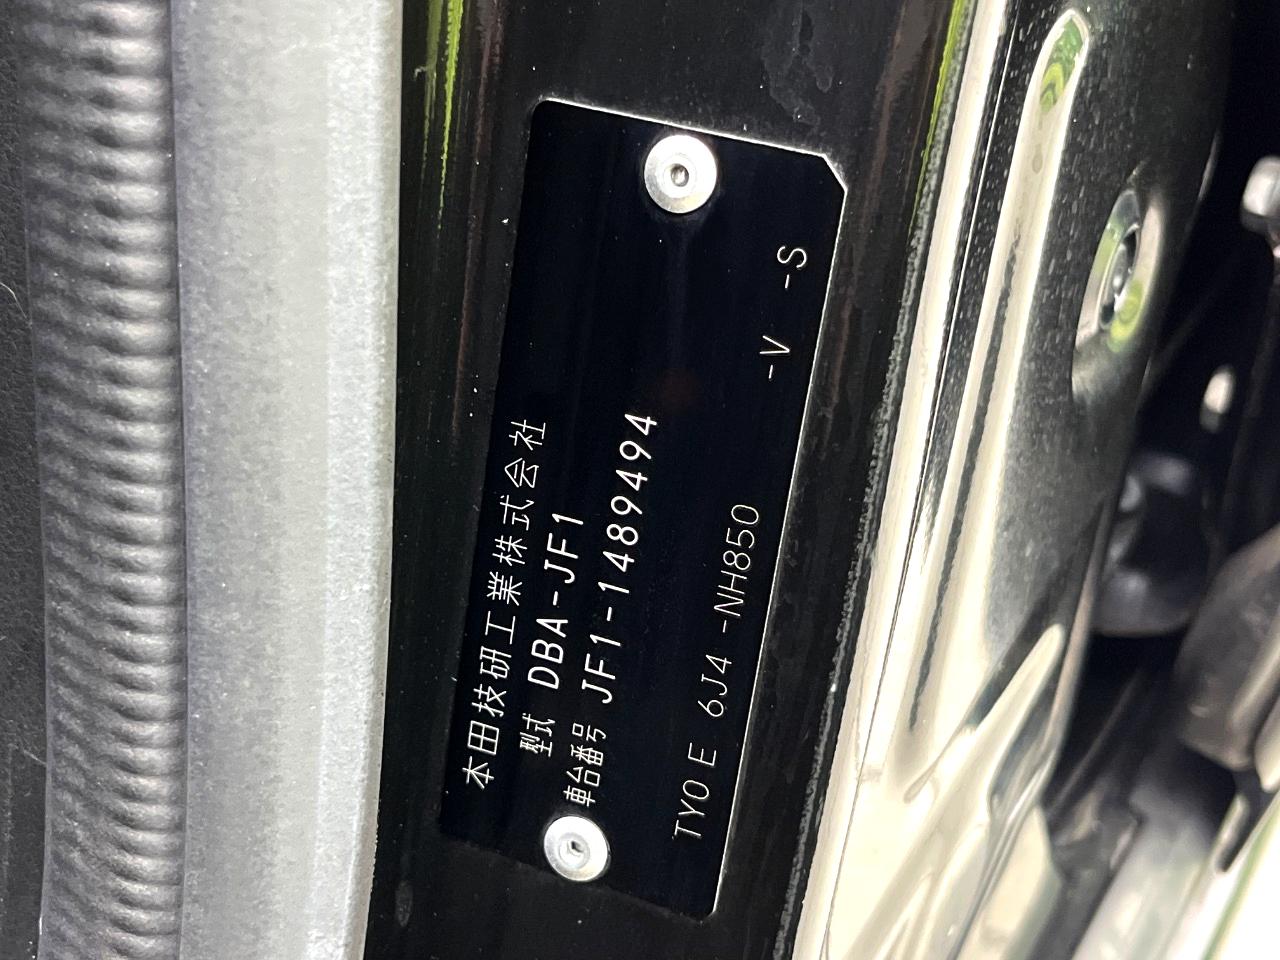 本田技研工業株式会社
型式 DBA-JF1
車台番号 JF1-1489494
TY0 E 6J4 -NH850 -V -S